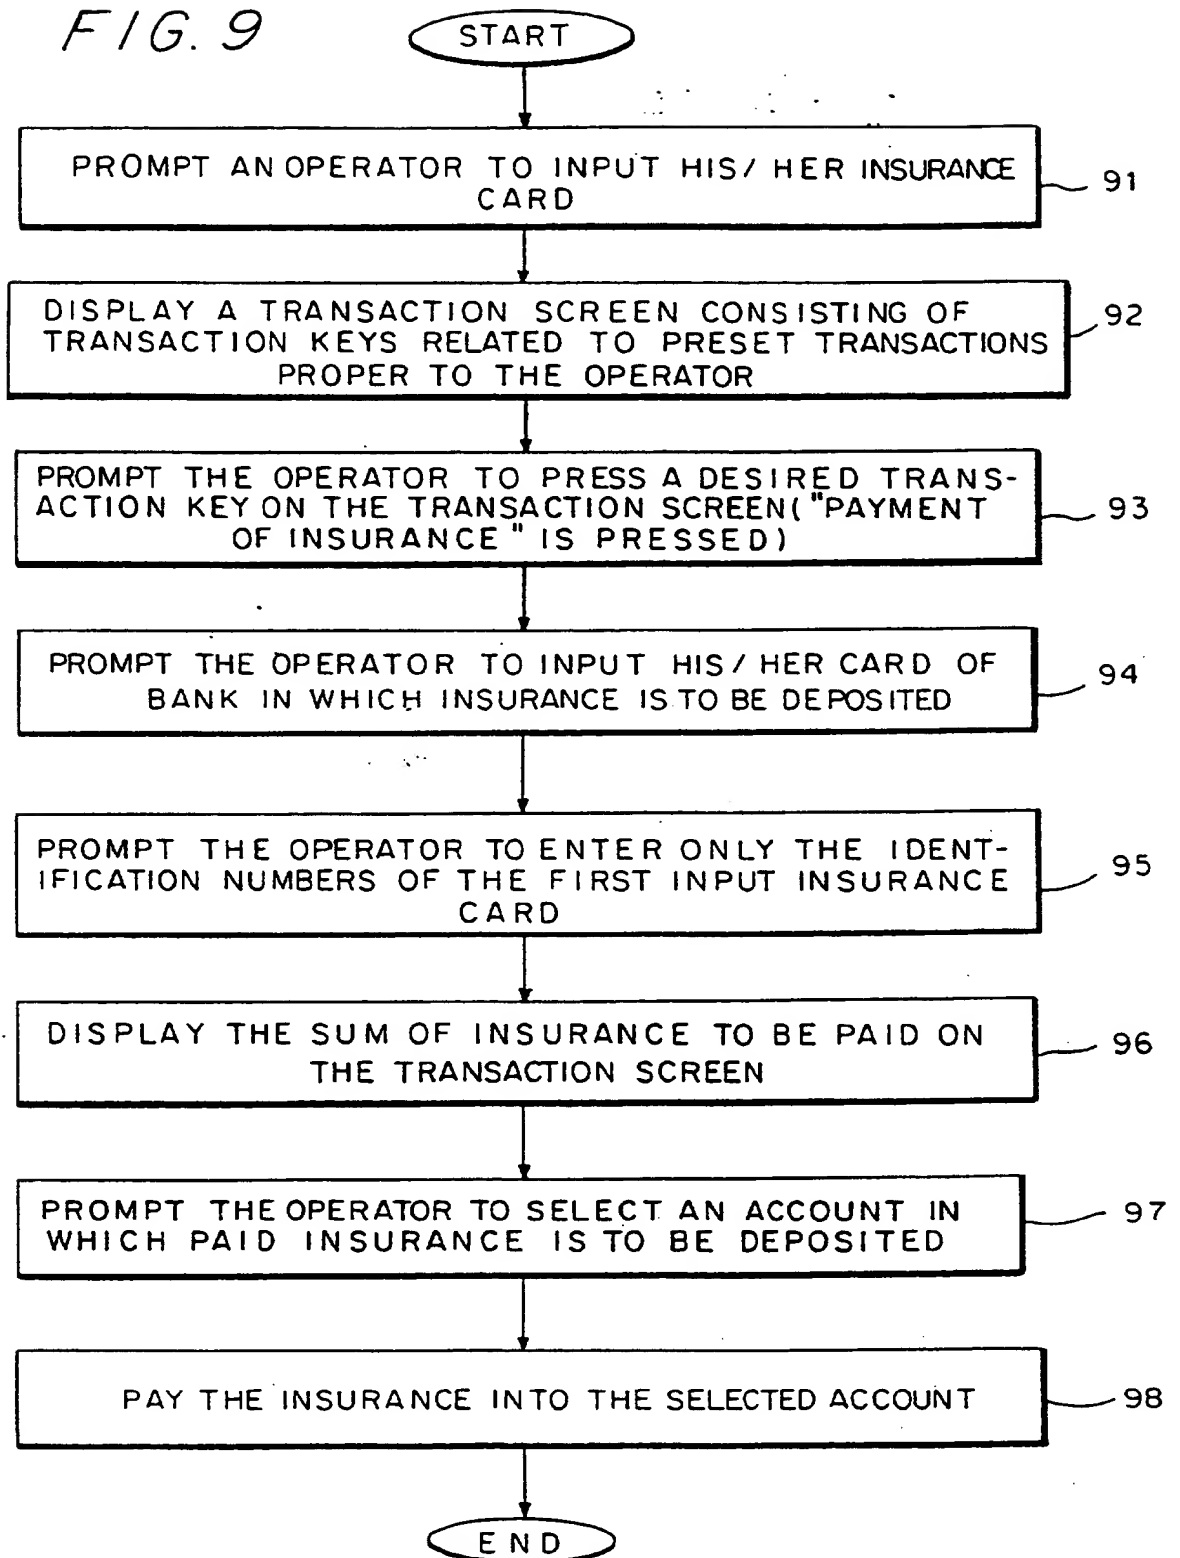 FIG. 9
START
PROMPT AN OPERATOR TO INPUT HIS/HER INSURANCE
CARD
91
DISPLAY A TRANSACTION SCREEN CONSISTING OF
TRANSACTION KEYS RELATED TO PRESET TRANSACTIONS
PROPER TO THE OPERATOR
92
PROMPT THE OPERATOR TO PRESS A DESIRED TRANS-
ACTION KEY ON THE TRANSACTION SCREEN("PAYMENT
OF INSURANCE" IS PRESSED)
93
PROMPT THE OPERATOR TO INPUT HIS/HER CARD OF
BANK IN WHICH INSURANCE IS TO BE DEPOSITED
94
PROMPT THE OPERATOR TO ENTER ONLY THE IDENT-
IFICATION NUMBERS OF THE FIRST INPUT INSURANCE
CARD
95
DISPLAY THE SUM OF INSURANCE TO BE PAID ON
THE TRANSACTION SCREEN
96
PROMPT THE OPERATOR TO SELECT AN ACCOUNT IN
WHICH PAID INSURANCE IS TO BE DEPOSITED
97
PAY THE INSURANCE INTO THE SELECTED ACCOUNT
98
END